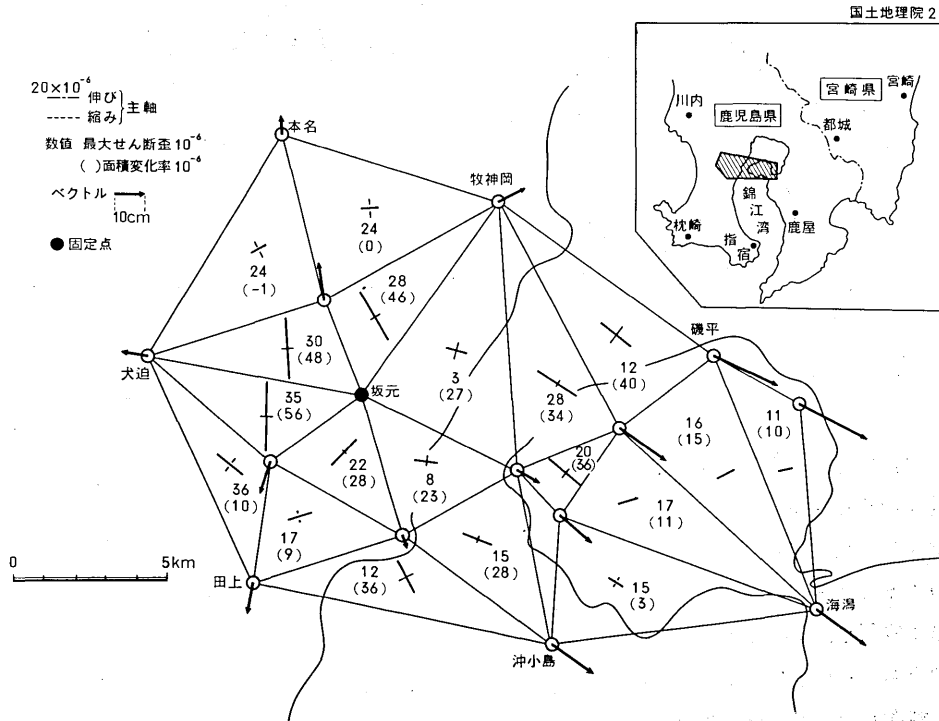 国土地理院 2
20×10⁻⁶
伸び
縮み
主軸
数値 最大せん断歪10⁻⁶
( )面積変化率10⁻⁶
ベクトル
10cm
固定点
川内
鹿児島県
宮崎県
宮崎
都城
錦江湾
鹿屋
枕崎
指宿
本名
牧神岡
24
(0)
24
(-1)
28
(46)
30
(48)
犬迫
磯平
坂元
3
(27)
12
(40)
28
(34)
35
(56)
16
(15)
11
(10)
22
(28)
20
(36)
8
(23)
36
(10)
17
(11)
17
(9)
15
(28)
12
(36)
15
(3)
0
5km
田上
海潟
沖小島